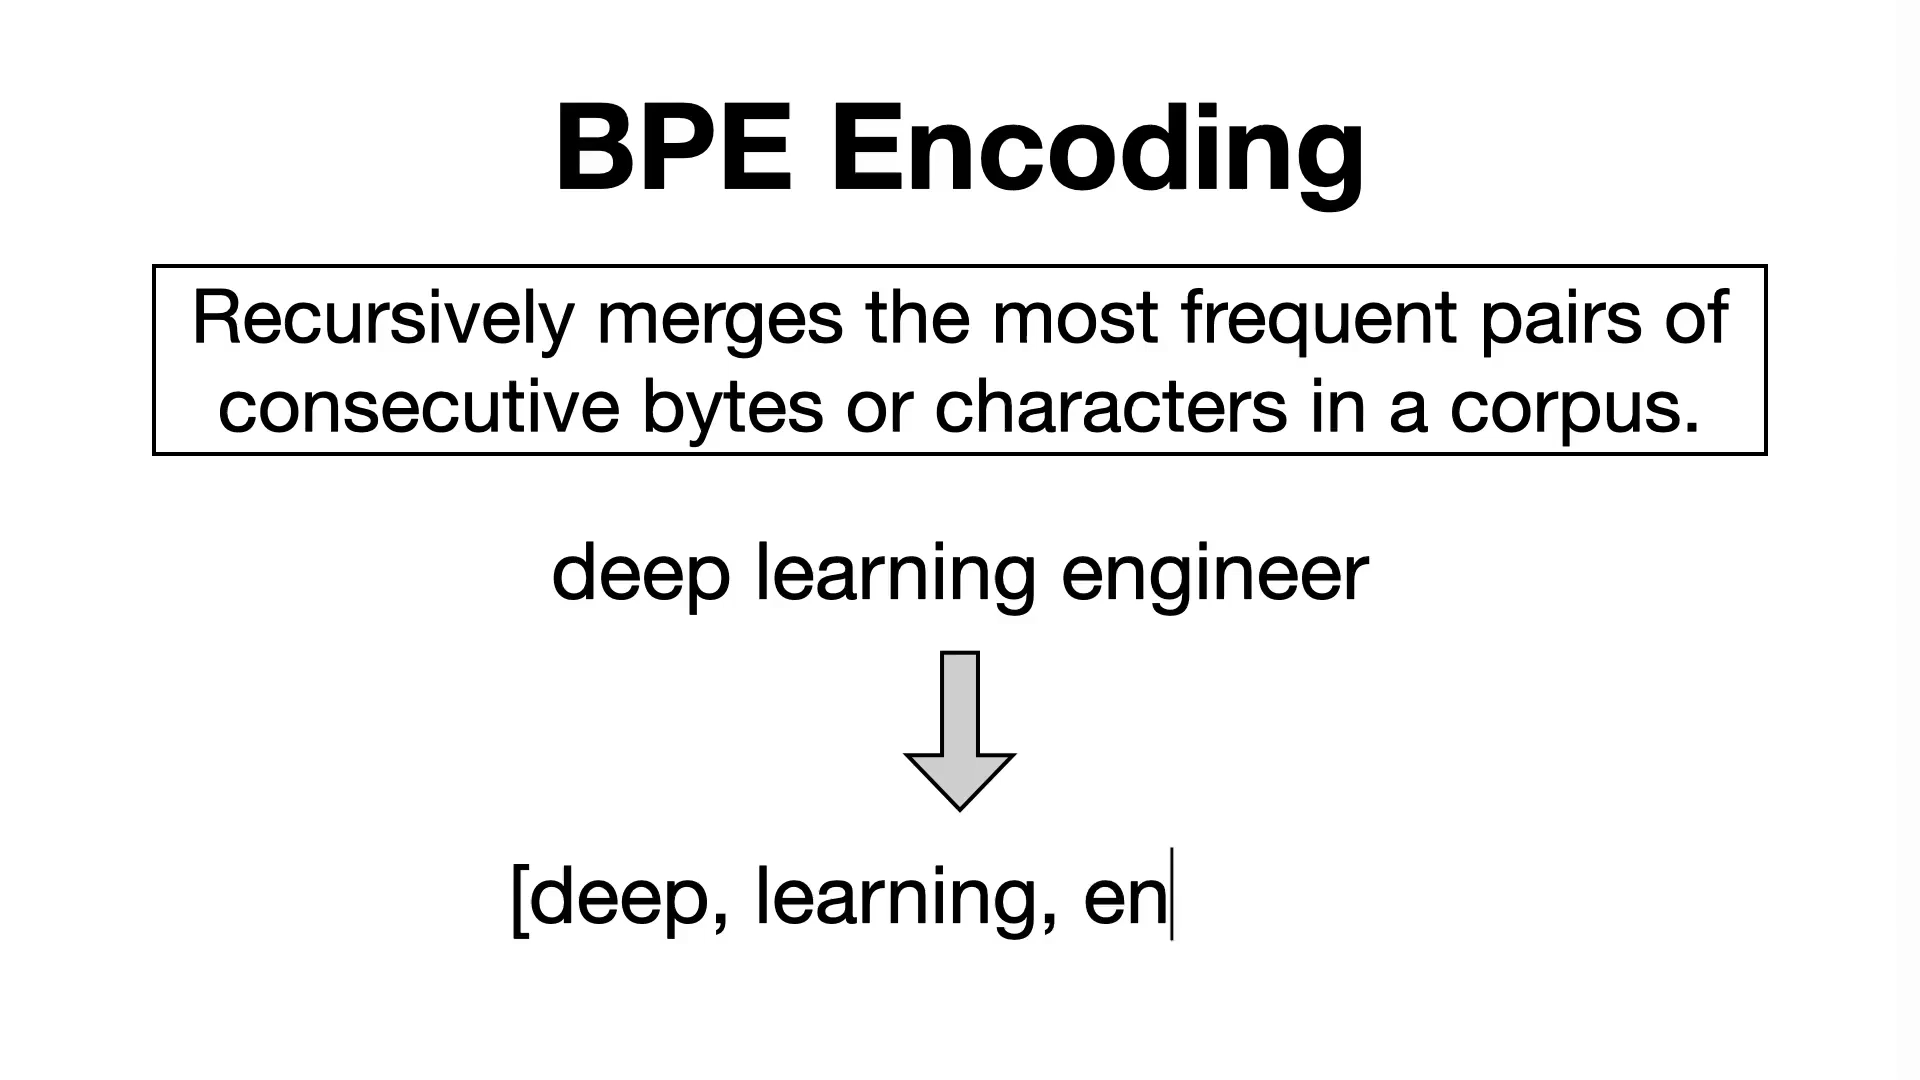 BPE Encoding
Recursively merges the most frequent pairs of
consecutive bytes or characters in a corpus.
deep learning engineer
[deep, learning, en